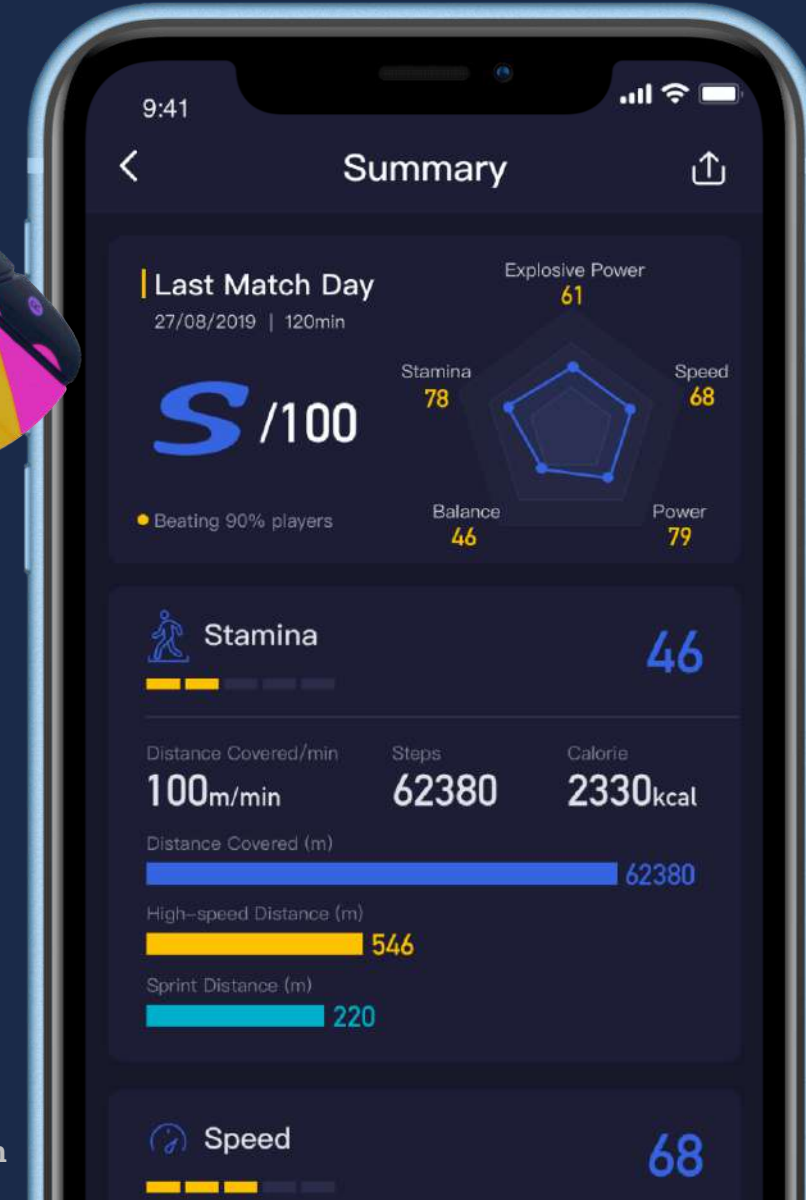 9:41
Summary
Last Match Day
27/08/2019 | 120min
S /100
Beating 90% players
Explosive Power
61
Stamina
78
Speed
68
Balance
46
Power
79
Stamina
46
Distance Covered/min Steps Calorie
100m/min 62380 2330kcal
Distance Covered (m)
62380
High-speed Distance (m)
546
Sprint Distance (m)
220
Speed
68